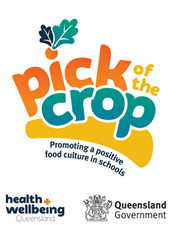 pick of the
crop
Promoting a positive
food culture in schools
health+
wellbeing
Queensland
Queensland
Government